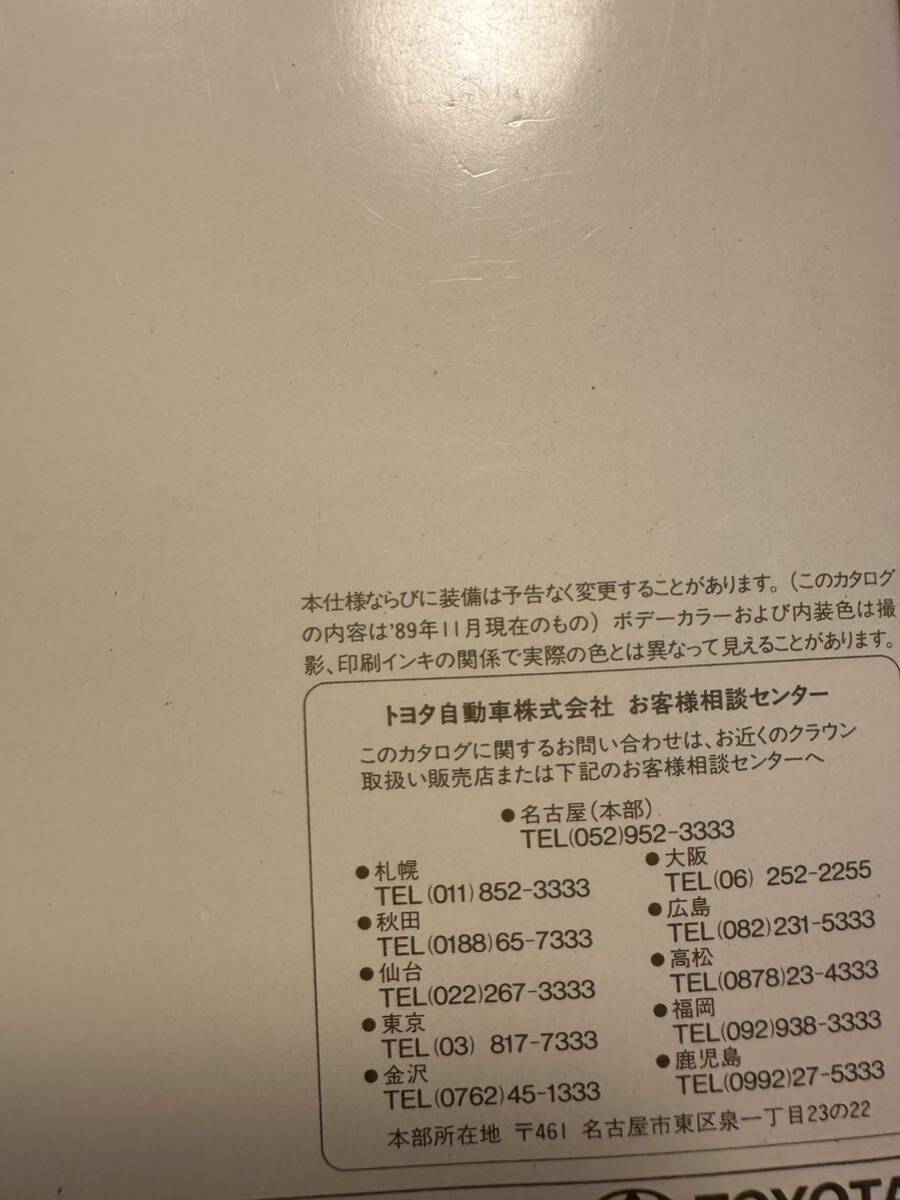 本仕様ならびに装備は予告なく変更することがあります。(このカタログ
の内容は'89年11月現在のもの) ボデーカラーおよび内装色は撮
影、印刷インキの関係で実際の色とは異なって見えることがあります。
トヨタ自動車株式会社 お客様相談センター
このカタログに関するお問い合わせは、お近くのクラウン
取扱い販売店または下記のお客様相談センターへ
●名古屋(本部)
TEL(052)952-3333
●札幌
TEL(011)852-3333
●秋田
TEL(0188)65-7333
●仙台
TEL(022)267-3333
●東京
TEL(03) 817-7333
●金沢
TEL(0762)45-1333
●大阪
TEL(06) 252-2255
●広島
TEL(082)231-5333
●高松
TEL(0878)23-4333
●福岡
TEL(092)938-3333
●鹿児島
TEL(0992)27-5333
本部所在地 〒461 名古屋市東区泉一丁目23の22
TOYOTA